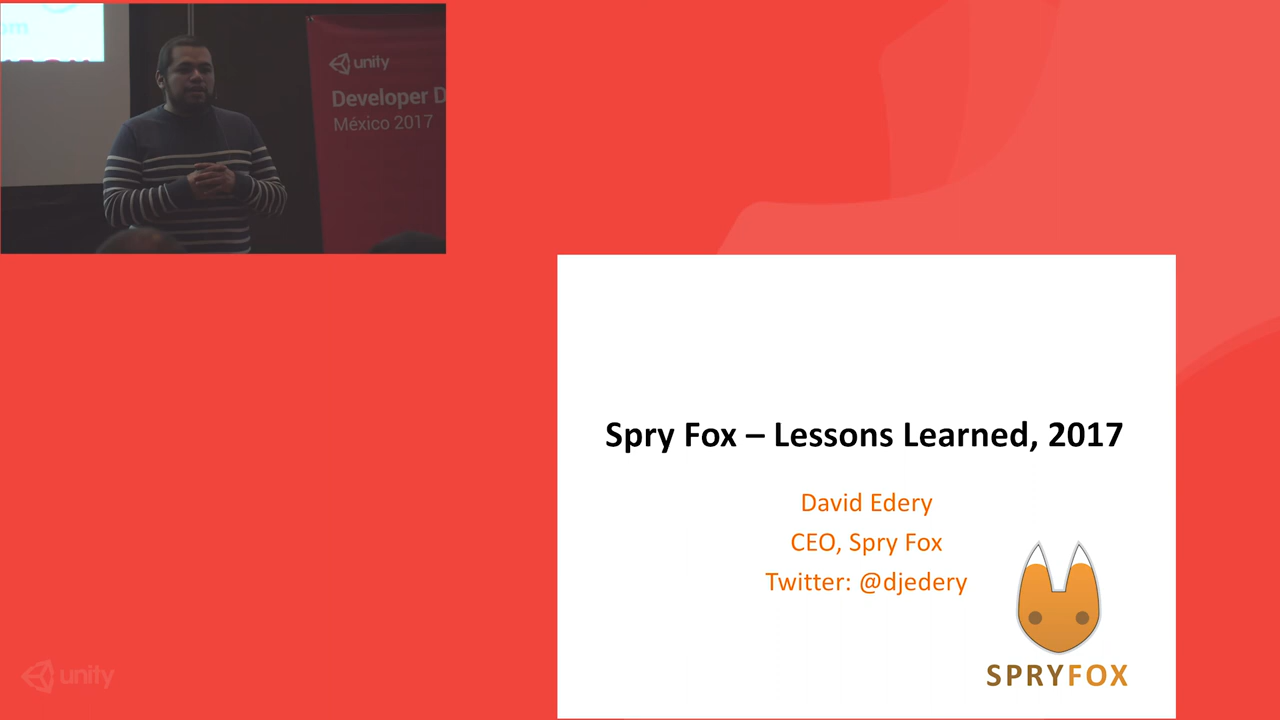 unity
Developer D
México 2017
Spry Fox – Lessons Learned, 2017
David Edery
CEO, Spry Fox
Twitter: @djedery
SPRYFOX
unity